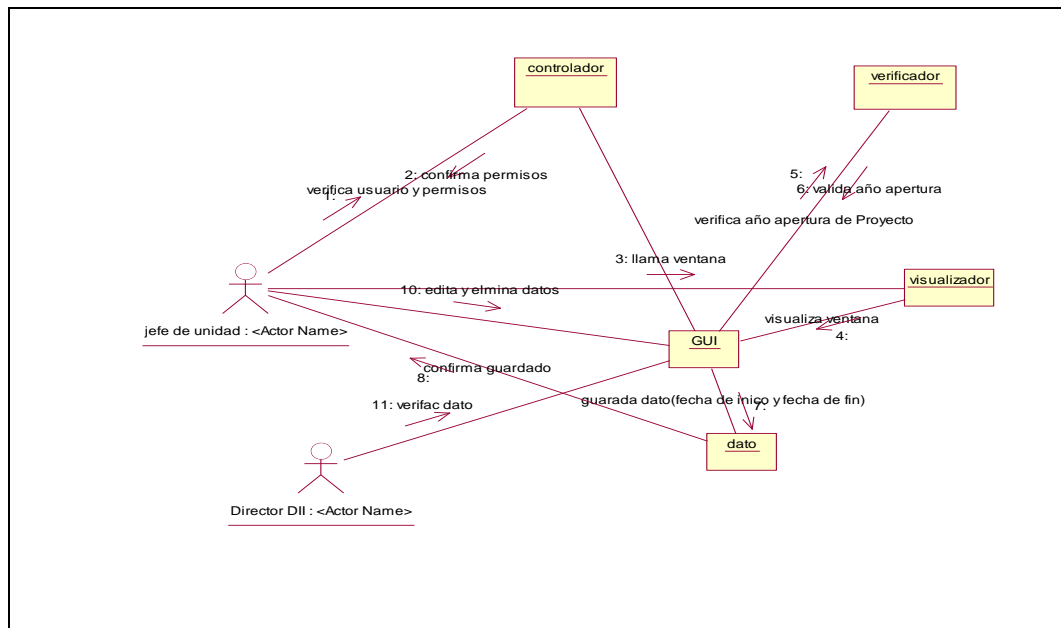 controlador
verificador
2: confirma permisos
1:
verifica usuario y permisos
5:
6: valida año apertura
verifica año apertura de Proyecto
3: llama ventana
10: edita y elmina datos
visualizador
visualiza ventana
4:
jefe de unidad : <Actor Name>
GUI
confirma guardado
8:
11: verifac dato
guarada dato(fecha de inico y fecha de fin)
7:
dato
Director DII : <Actor Name>